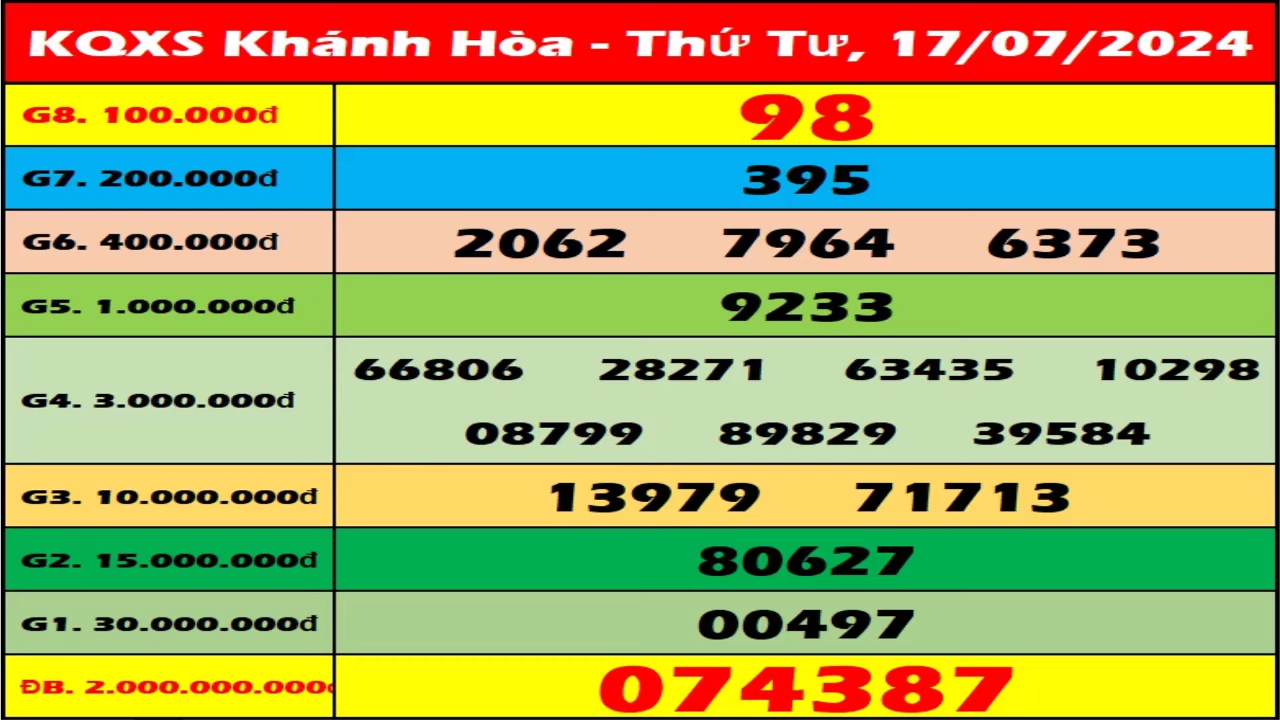 KQXS Khánh Hòa - Thứ Tư, 17/07/2024
G8. 100.000đ 98
G7. 200.000đ 395
G6. 400.000đ 2062 7964 6373
G5. 1.000.000đ 9233
66806 28271 63435 10298
G4. 3.000.000đ
08799 89829 39584
G3. 10.000.000đ 13979 71713
G2. 15.000.000đ 80627
G1. 30.000.000đ 00497
ĐB. 2.000.000.000đ 074387